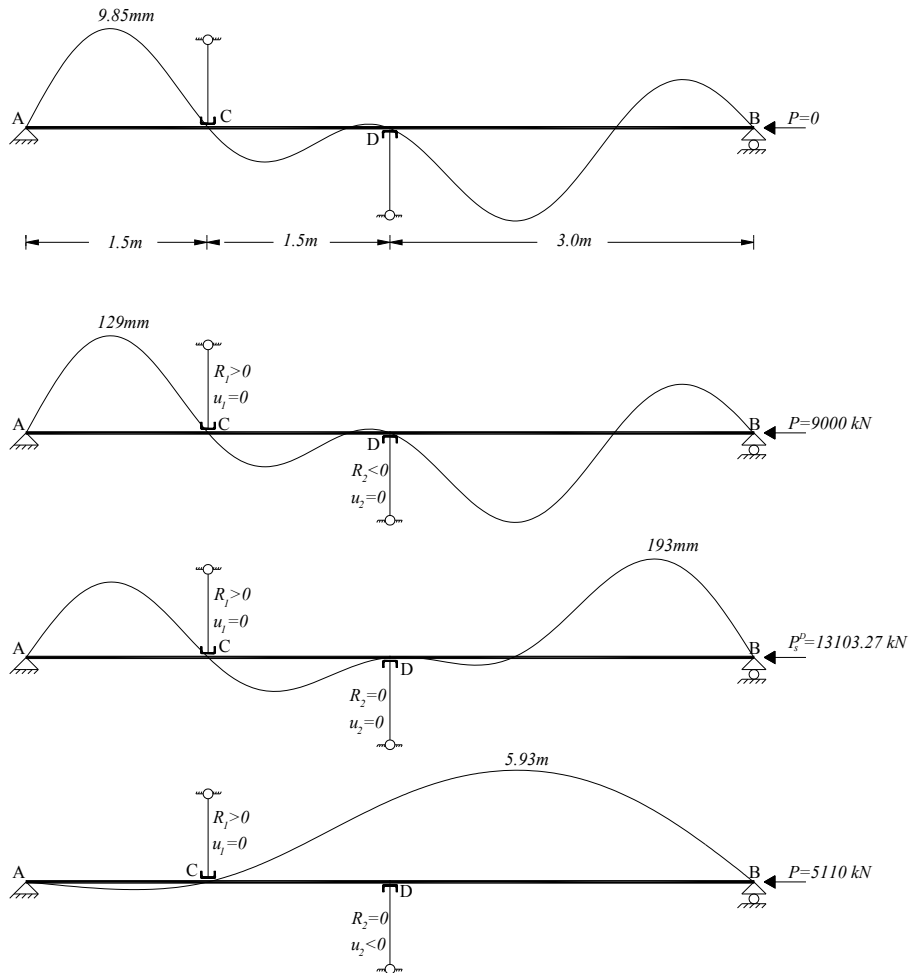 9.85mm
A
C
D
B
P=0
1.5m
1.5m
3.0m
129mm
R₁>0
u₁=0
A
C
D
B
P=9000 kN
R₂<0
u₂=0
193mm
R₁>0
u₁=0
A
C
D
B
Pₛᴰ=13103.27 kN
R₂=0
u₂=0
5.93m
R₁>0
u₁=0
A
C
D
B
P=5110 kN
R₂=0
u₂<0